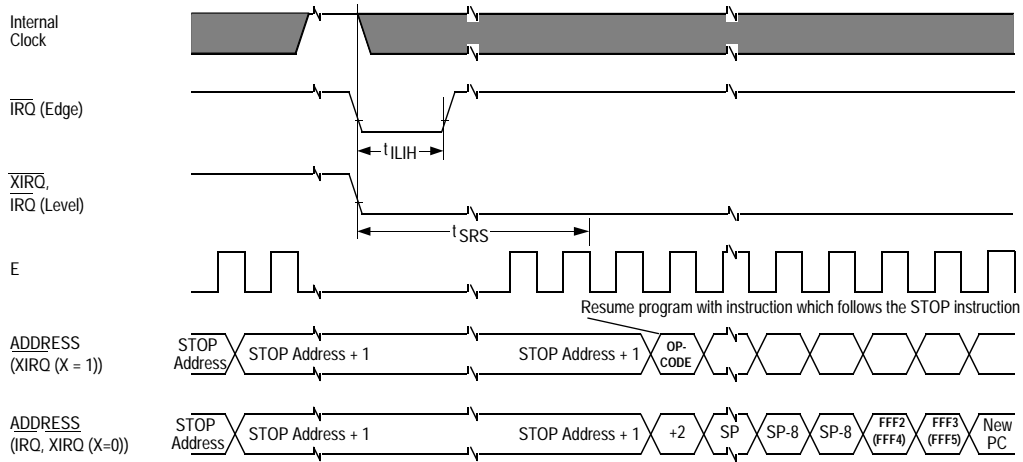 Internal
Clock
IRQ (Edge)
tILIH
XIRQ,
IRQ (Level)
tSRS
E
Resume program with instruction which follows the STOP instruction
ADDRESS
(XIRQ (X = 1))
STOP
Address
STOP Address + 1
STOP Address + 1
OP-
CODE
ADDRESS
(IRQ, XIRQ (X=0))
STOP
Address
STOP Address + 1
STOP Address + 1
+2
SP
SP-8
SP-8
FFF2
(FFF4)
FFF3
(FFF5)
New
PC